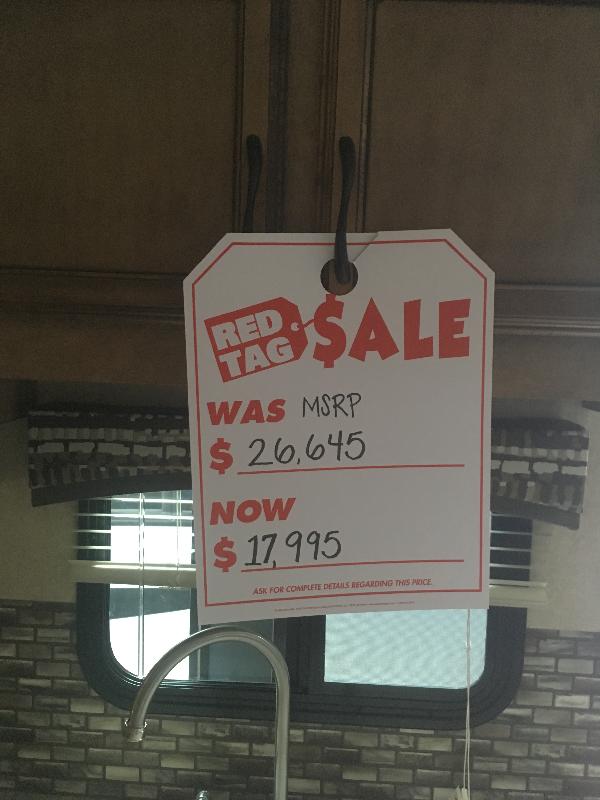 RED TAG $ALE
WAS MSRP
$ 26,645
NOW
$ 17,995
ASK FOR COMPLETE DETAILS REGARDING THIS PRICE.